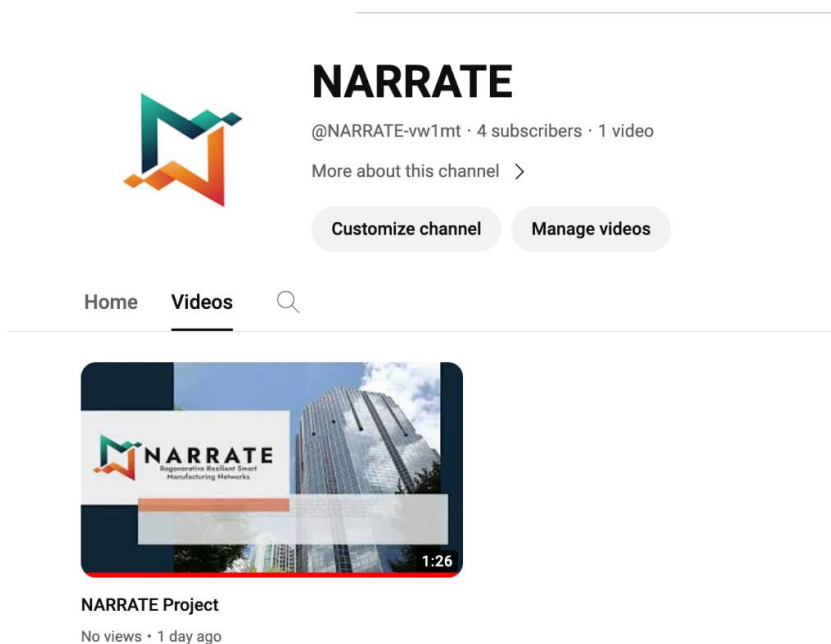 NARRATE
@NARRATE-vw1mt · 4 subscribers · 1 video
More about this channel
Customize channel Manage videos
Home Videos
NARRATE
Regenerative Resilient Smart
Manufacturing Networks
1:26
NARRATE Project
No views • 1 day ago